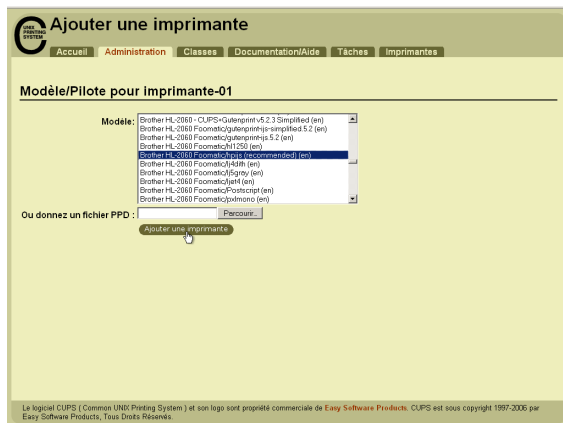 UNIX
PRINTING
SYSTEM
Ajouter une imprimante
Accueil Administration Classes Documentation/Aide Tâches Imprimantes
Modèle/Pilote pour imprimante-01
Modèle:
Brother HL-2060 - CUPS+Gutenprint v5.2.3 Simplified (en)
Brother HL-2060 Foomatic/gutenprint-ijs-simplified.5.2 (en)
Brother HL-2060 Foomatic/gutenprint-ijs.5.2 (en)
Brother HL-2060 Foomatic/hl1250 (en)
Brother HL-2060 Foomatic/hpijs (recommended) (en)
Brother HL-2060 Foomatic/lj4dith (en)
Brother HL-2060 Foomatic/lj5gray (en)
Brother HL-2060 Foomatic/ljet4 (en)
Brother HL-2060 Foomatic/Postscript (en)
Brother HL-2060 Foomatic/pxlmono (en)
Ou donnez un fichier PPD : Parcourir...
Ajouter une imprimante
Le logiciel CUPS ( Common UNIX Printing System ) et son logo sont propriété commerciale de Easy Software Products. CUPS est sous copyright 1997-2006 par
Easy Software Products, Tous Droits Réservés.